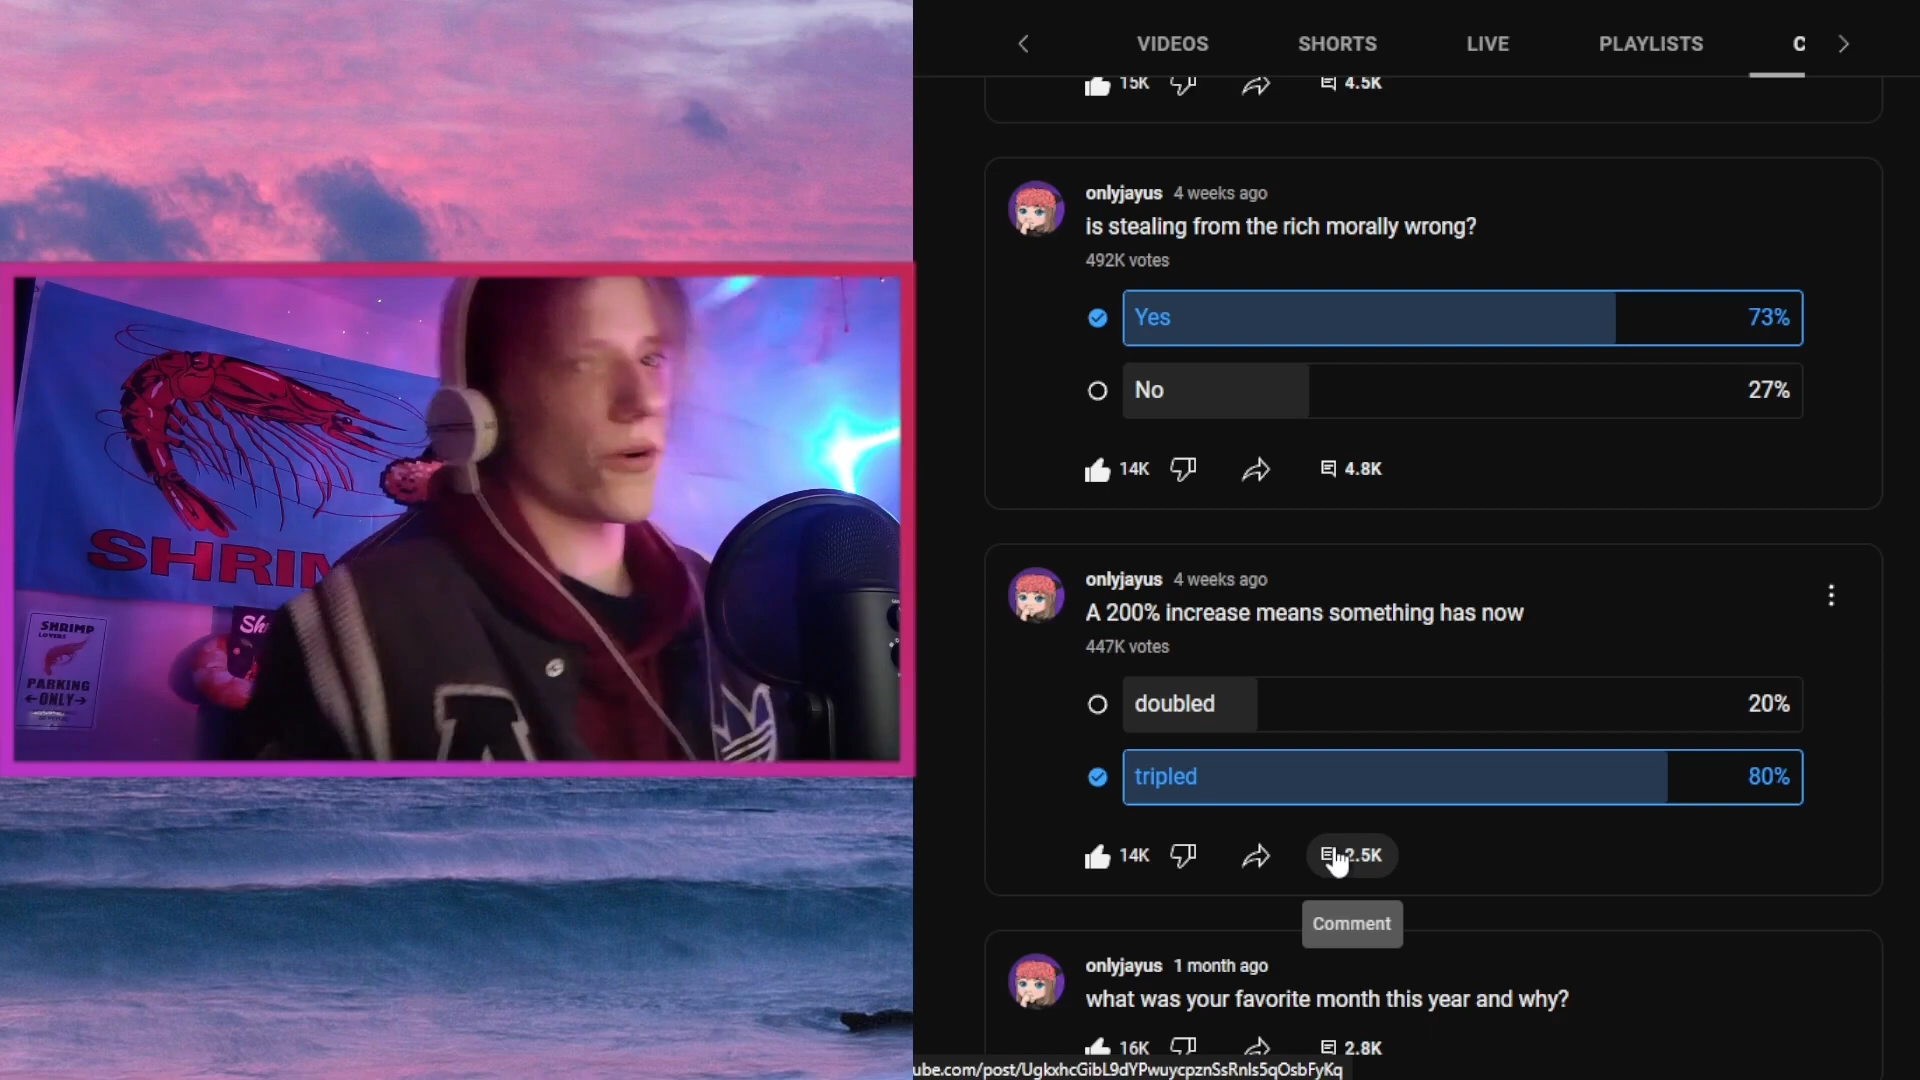 VIDEOS SHORTS LIVE PLAYLISTS C
15K 4.5K
onlyjayus 4 weeks ago
is stealing from the rich morally wrong?
492K votes
Yes 73%
No 27%
14K 4.8K
onlyjayus 4 weeks ago
A 200% increase means something has now
447K votes
doubled 20%
tripled 80%
14K 2.5K
Comment
onlyjayus 1 month ago
what was your favorite month this year and why?
16K 2.8K
ube.com/post/UgkxhcGibL9dYPwuycpznSsRnls5qOsbFyKq
SHRIM
Sh
SHRIMP
LOVERS
PARKING
←ONLY→
A